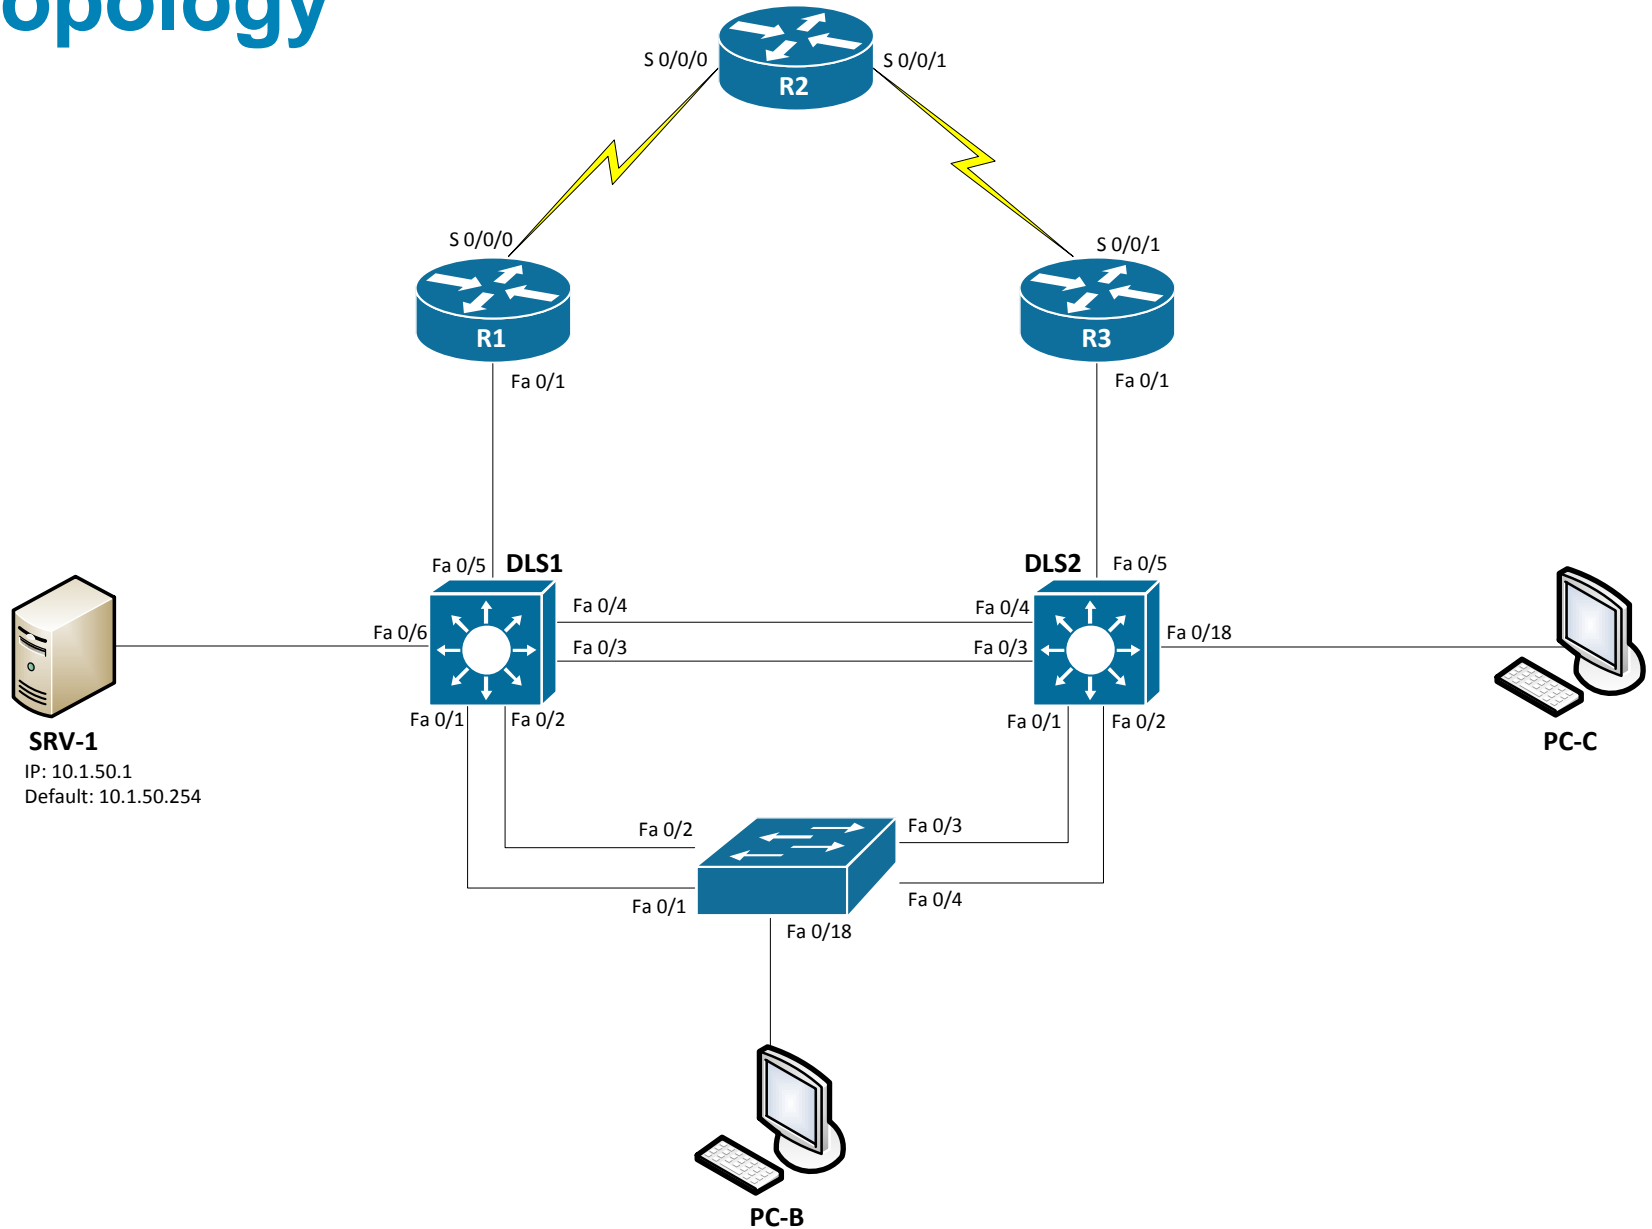 opology
S 0/0/0
S 0/0/1
R2
S 0/0/0
S 0/0/1
R1
R3
Fa 0/1
Fa 0/1
Fa 0/5
DLS1
DLS2
Fa 0/5
Fa 0/4
Fa 0/4
Fa 0/6
Fa 0/18
Fa 0/3
Fa 0/3
Fa 0/1
Fa 0/2
Fa 0/1
Fa 0/2
SRV-1
IP: 10.1.50.1
Default: 10.1.50.254
PC-C
Fa 0/2
Fa 0/3
Fa 0/1
Fa 0/4
Fa 0/18
PC-B